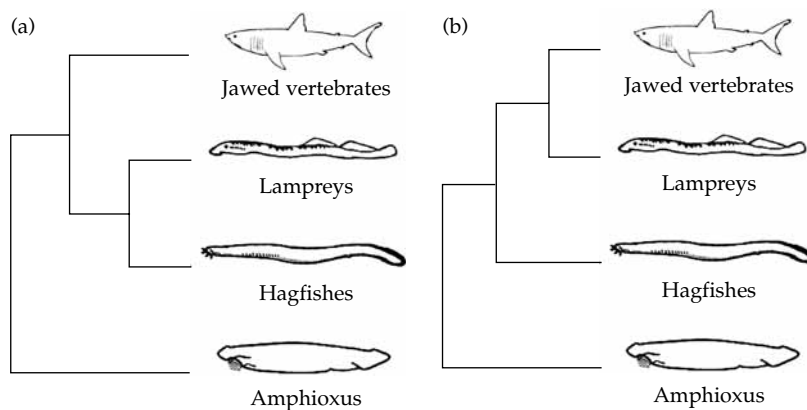 (a)
Jawed vertebrates
Lampreys
Hagfishes
Amphioxus
(b)
Jawed vertebrates
Lampreys
Hagfishes
Amphioxus